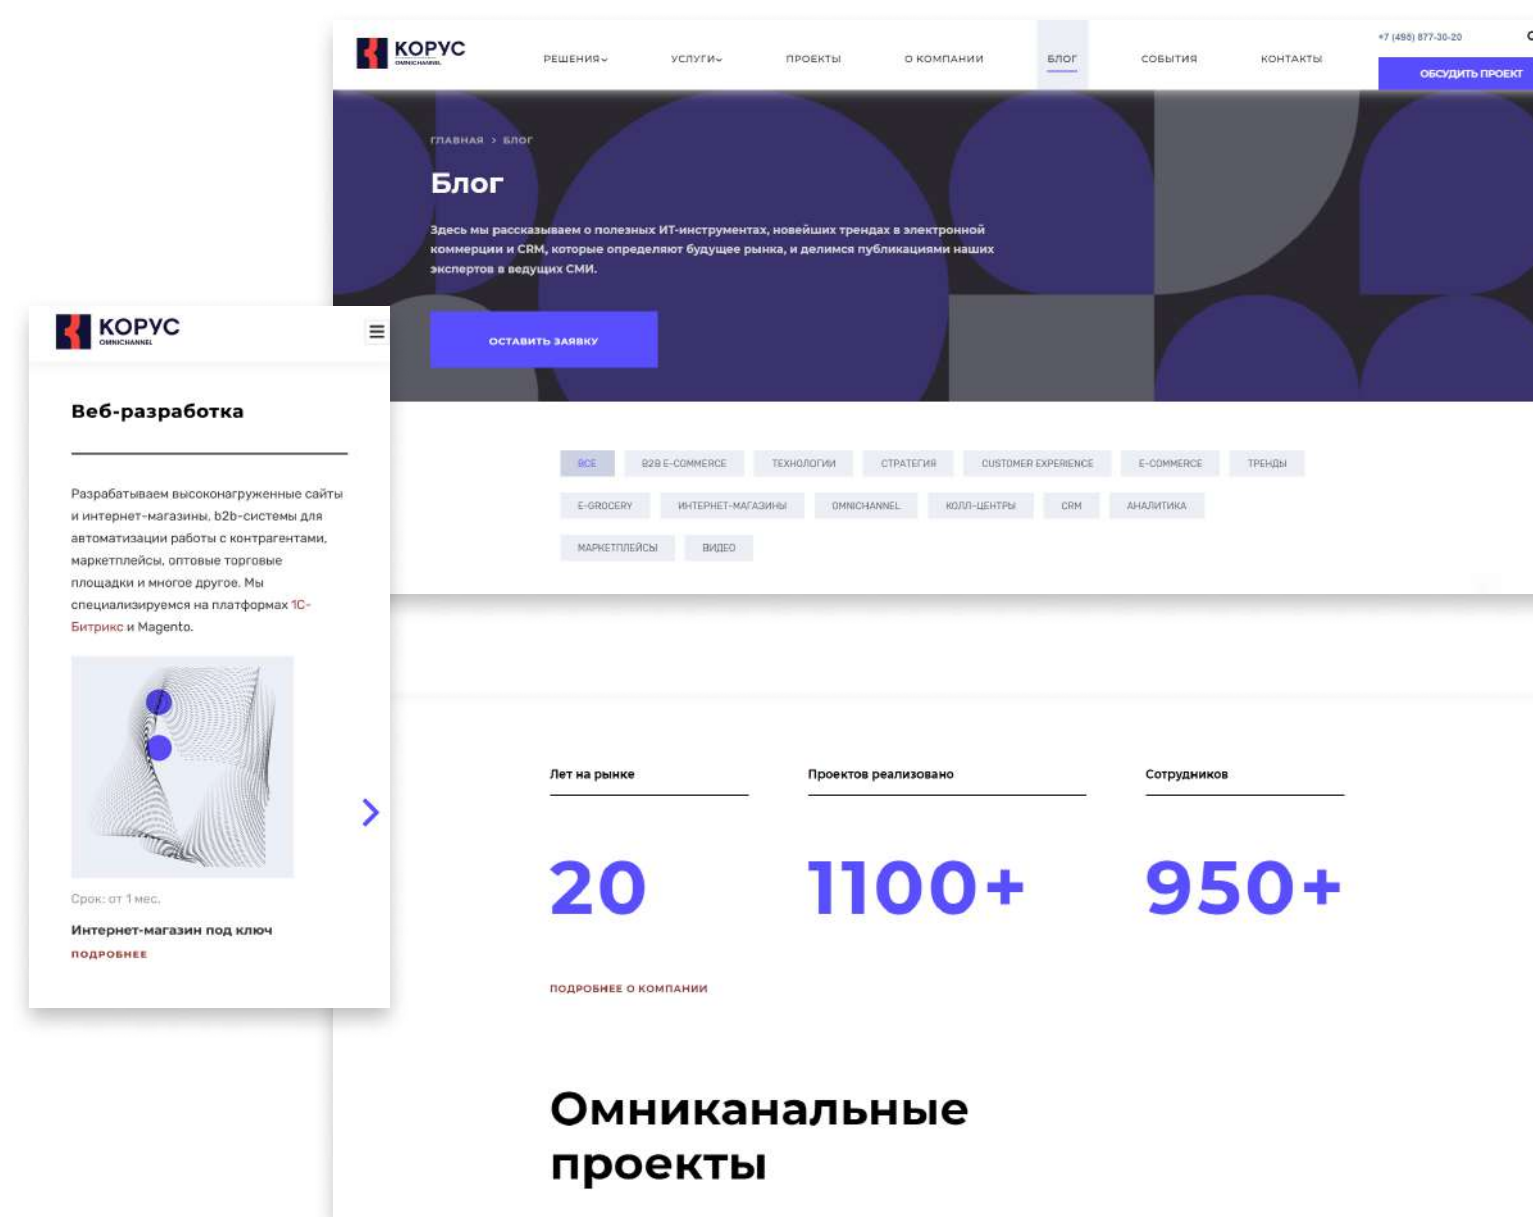 КОРУС
OMNICHANNEL
РЕШЕНИЯ
УСЛУГИ
ПРОЕКТЫ
О КОМПАНИИ
БЛОГ
СОБЫТИЯ
КОНТАКТЫ
+7 (495) 877-30-20
ОБСУДИТЬ ПРОЕКТ
ГЛАВНАЯ > БЛОГ
Блог
Здесь мы рассказываем о полезных ИТ-инструментах, новейших трендах в электронной
коммерции и CRM, которые определяют будущее рынка, и делимся публикациями наших
экспертов в ведущих СМИ.
ОСТАВИТЬ ЗАЯВКУ
ВСЕ
B2B E-COMMERCE
ТЕХНОЛОГИИ
СТРАТЕГИЯ
CUSTOMER EXPERIENCE
E-COMMERCE
ТРЕНДЫ
E-GROCERY
ИНТЕРНЕТ-МАГАЗИНЫ
OMNICHANNEL
КОЛЛ-ЦЕНТРЫ
CRM
АНАЛИТИКА
МАРКЕТПЛЕЙСЫ
ВИДЕО
КОРУС
OMNICHANNEL
Веб-разработка
Разрабатываем высоконагруженные сайты
и интернет-магазины, b2b-системы для
автоматизации работы с контрагентами,
маркетплейсы, оптовые торговые
площадки и многое другое. Мы
специализируемся на платформах 1С-
Битрикс и Magento.
Срок: от 1 мес.
Интернет-магазин под ключ
ПОДРОБНЕЕ
Лет на рынке
Проектов реализовано
Сотрудников
20
1100+
950+
ПОДРОБНЕЕ О КОМПАНИИ
Омниканальные
проекты